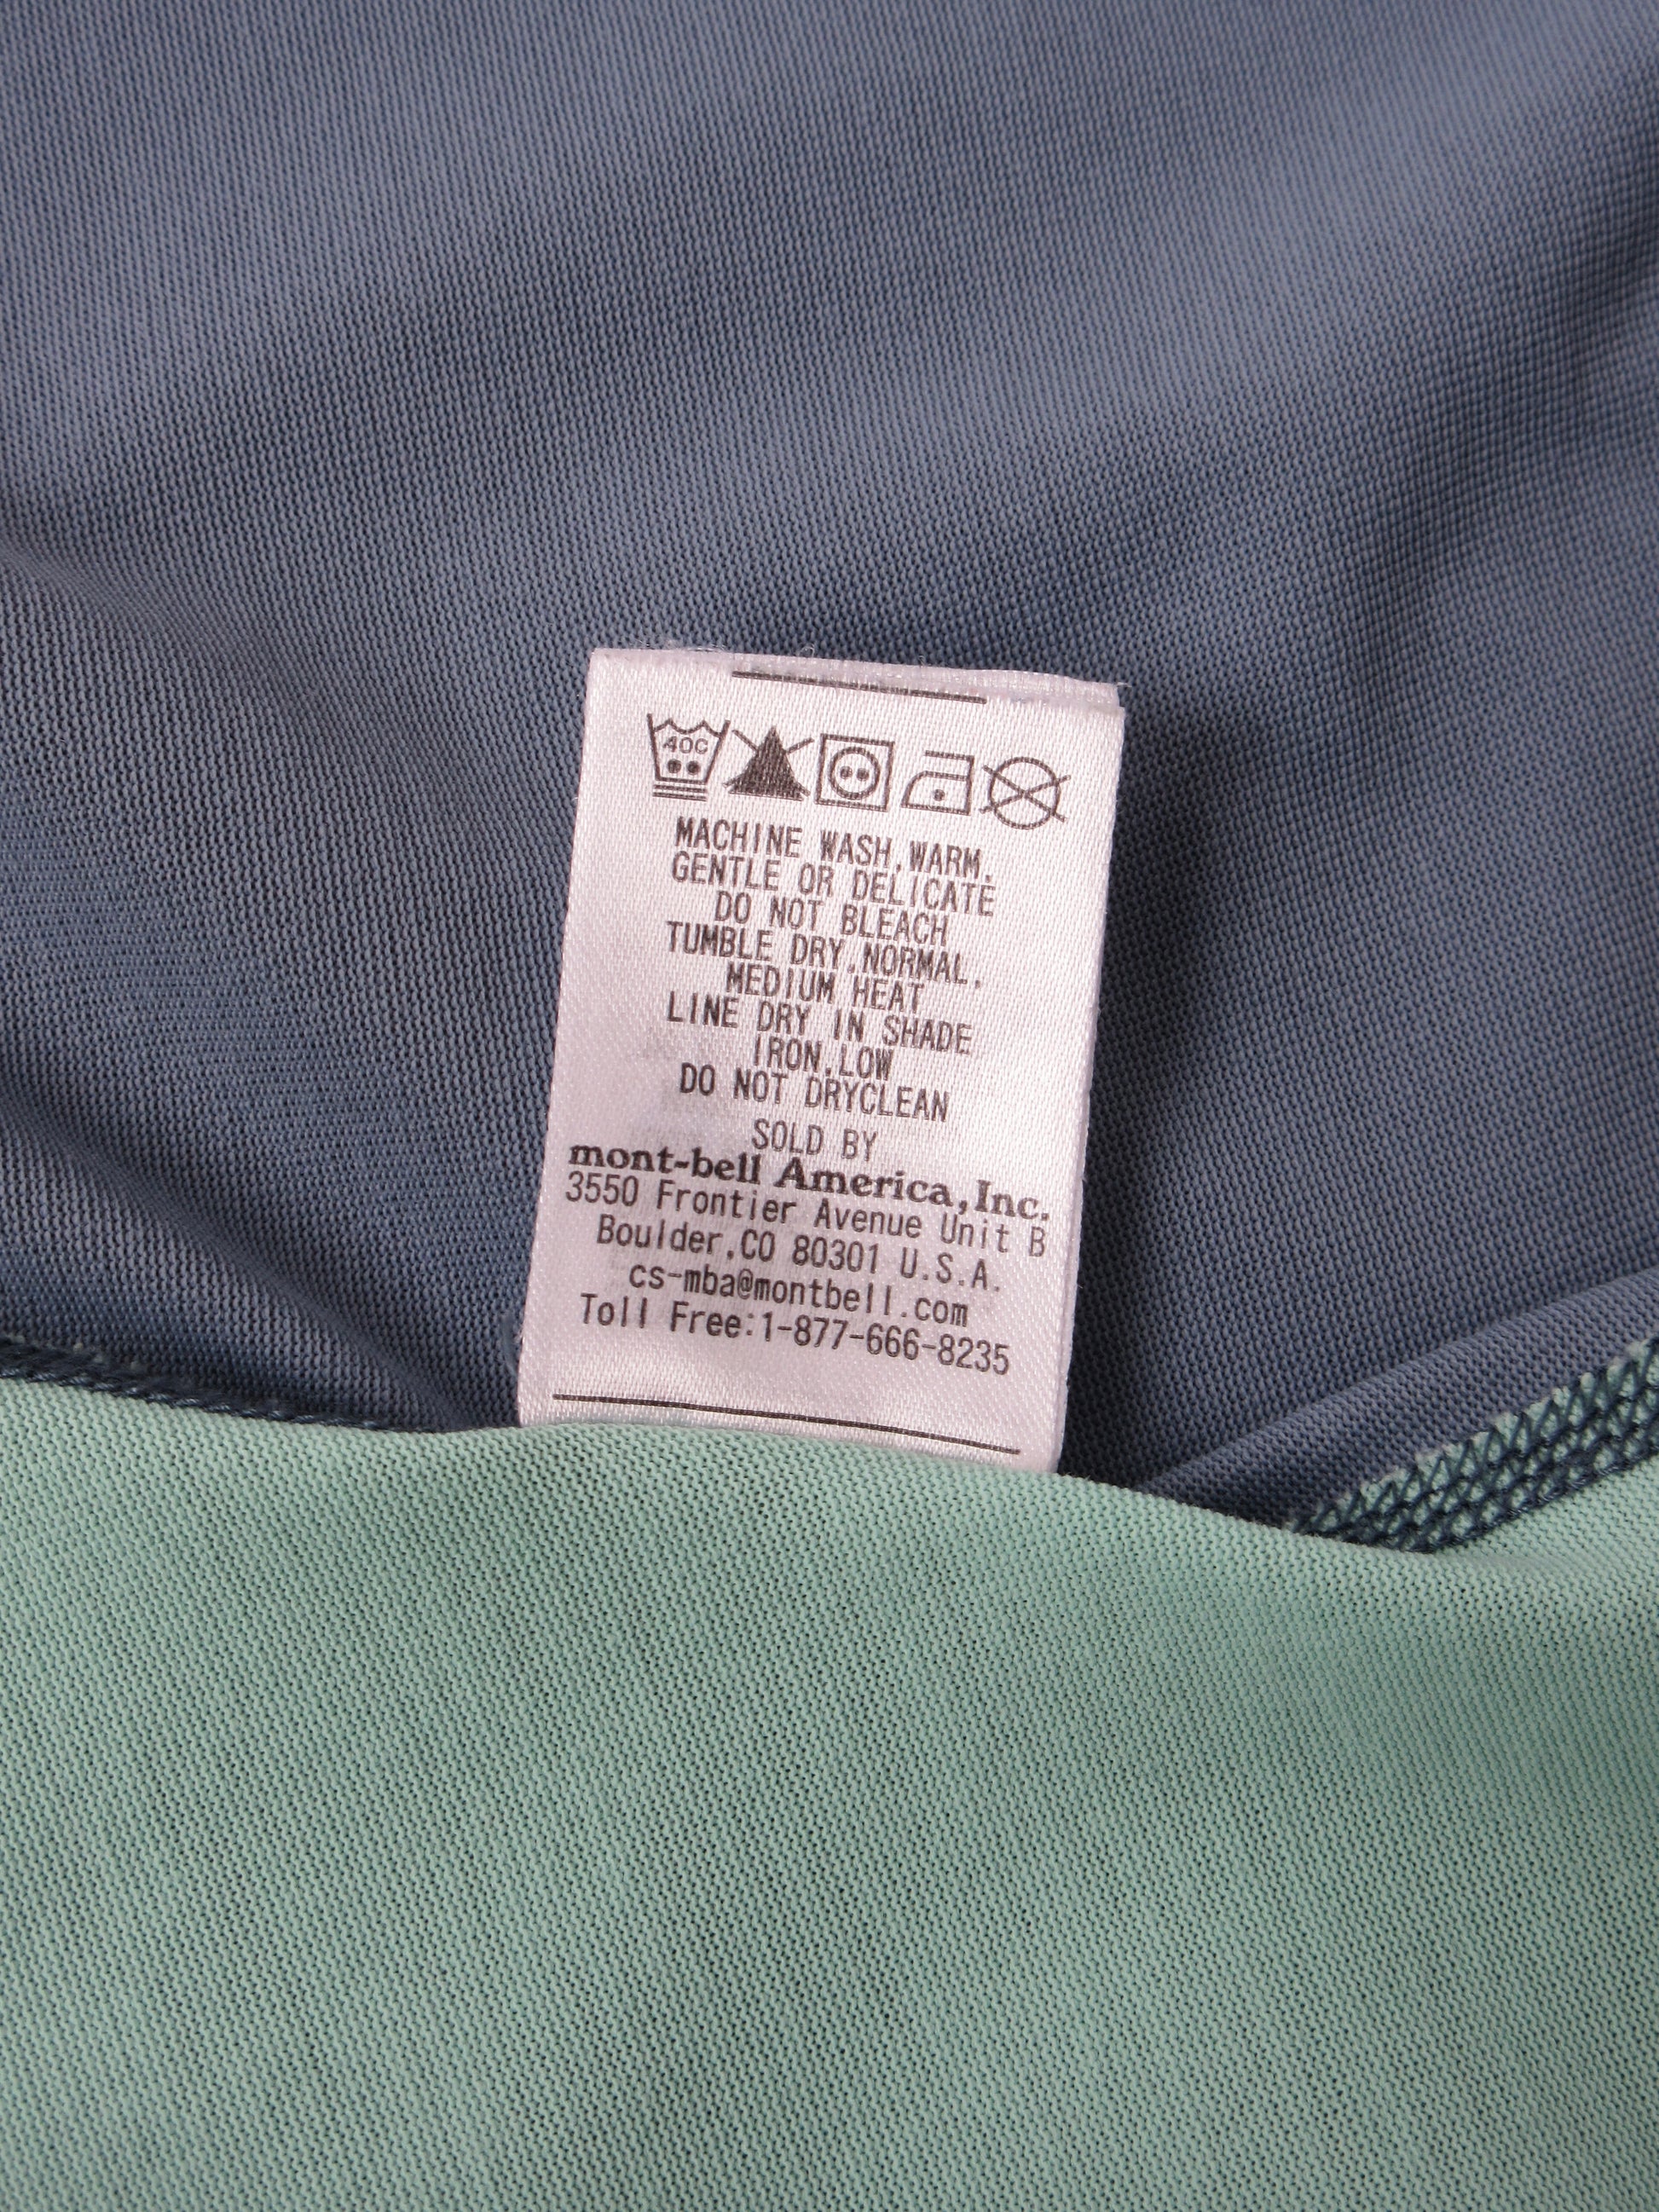 40C
MACHINE WASH,WARM,
GENTLE OR DELICATE
DO NOT BLEACH
TUMBLE DRY,NORMAL,
MEDIUM HEAT
LINE DRY IN SHADE
IRON,LOW
DO NOT DRYCLEAN
SOLD BY
mont-bell America,Inc.
3550 Frontier Avenue Unit B
Boulder,CO 80301 U.S.A.
cs-mba@montbell.com
Toll Free:1-877-666-8235